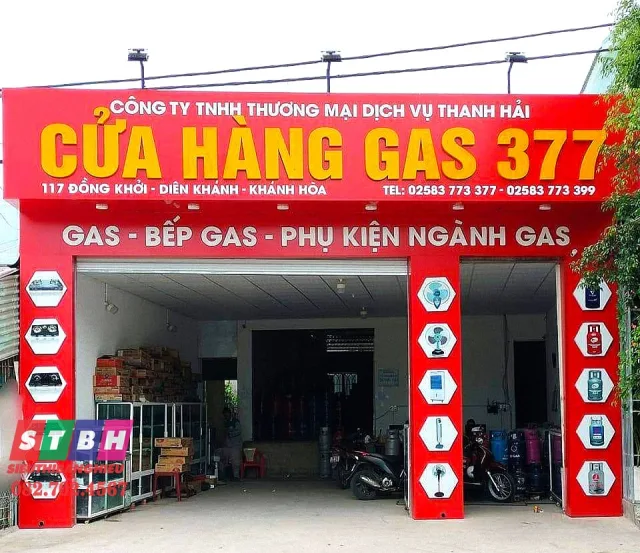 CÔNG TY TNHH THƯƠNG MẠI DỊCH VỤ THANH HẢI
CỬA HÀNG GAS 377
117 ĐỒNG KHỞI - DIÊN KHÁNH - KHÁNH HÒA TEL: 02583 773 377 - 02583 773 399
GAS - BẾP GAS - PHỤ KIỆN NGÀNH GAS
STBH